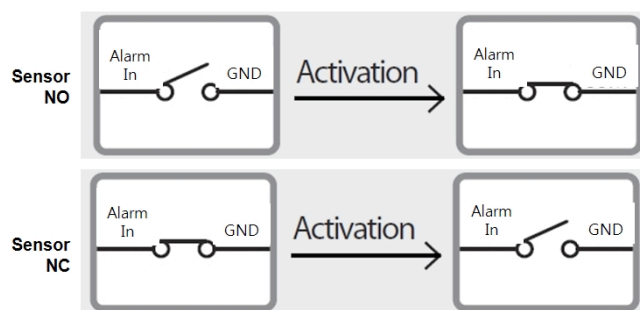 Alarm
In
GND
Activation
Alarm
In
GND
Sensor
NO
Alarm
In
GND
Activation
Alarm
In
GND
Sensor
NC